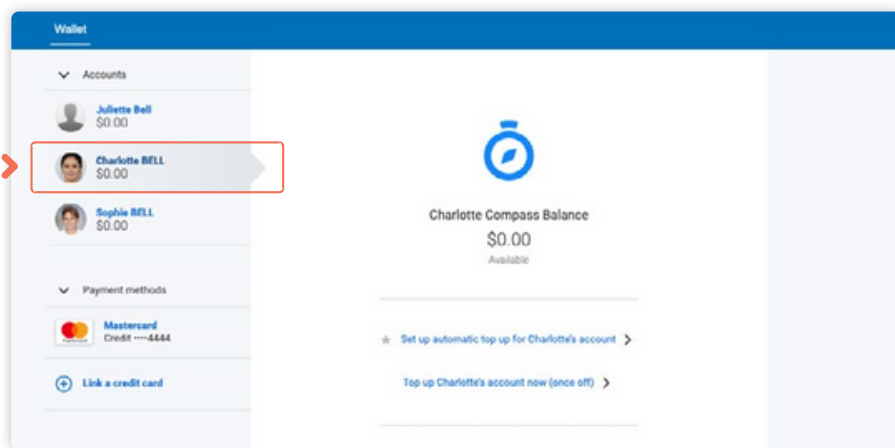 Wallet
Accounts
Juliette Bell
$0.00
Charlotte BELL
$0.00
Sophie BELL
$0.00
Payment methods
Mastercard
Credit ----4444
Link a credit card
Charlotte Compass Balance
$0.00
Available
Set up automatic top up for Charlotte's account
Top up Charlotte's account now (once off)